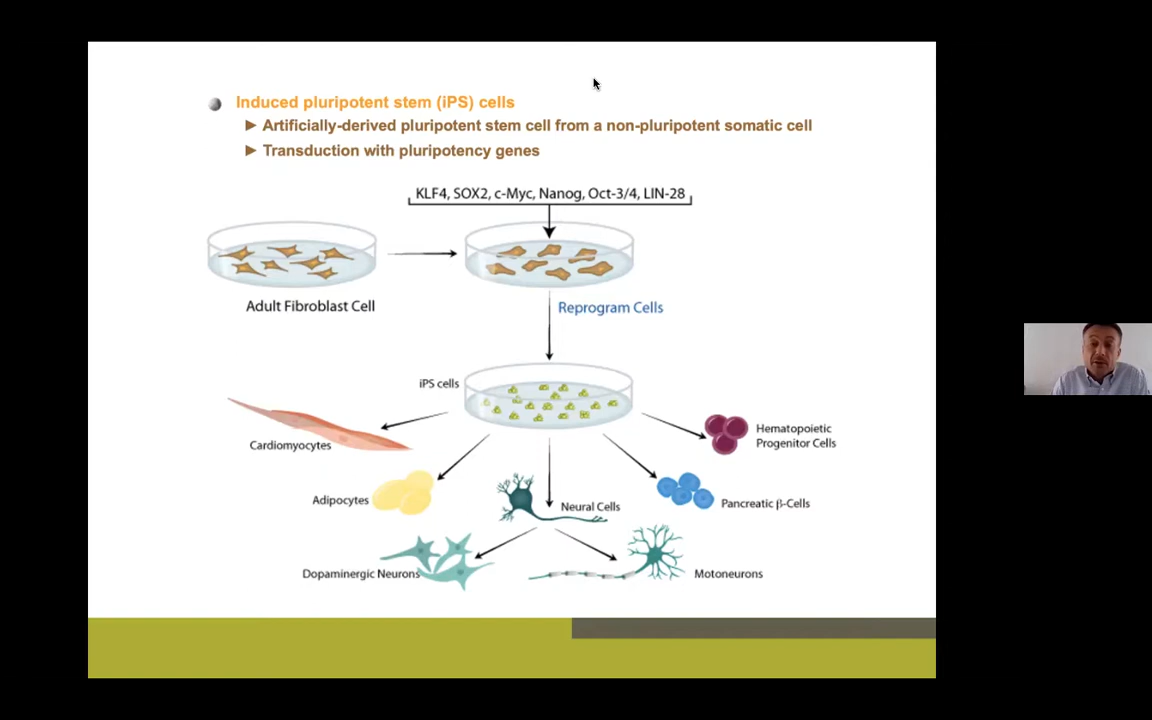 Induced pluripotent stem (iPS) cells
► Artificially-derived pluripotent stem cell from a non-pluripotent somatic cell
► Transduction with pluripotency genes
KLF4, SOX2, c-Myc, Nanog, Oct-3/4, LIN-28
Adult Fibroblast Cell
Reprogram Cells
iPS cells
Cardiomyocytes
Hematopoietic
Progenitor Cells
Adipocytes
Neural Cells
Pancreatic β-Cells
Dopaminergic Neurons
Motoneurons